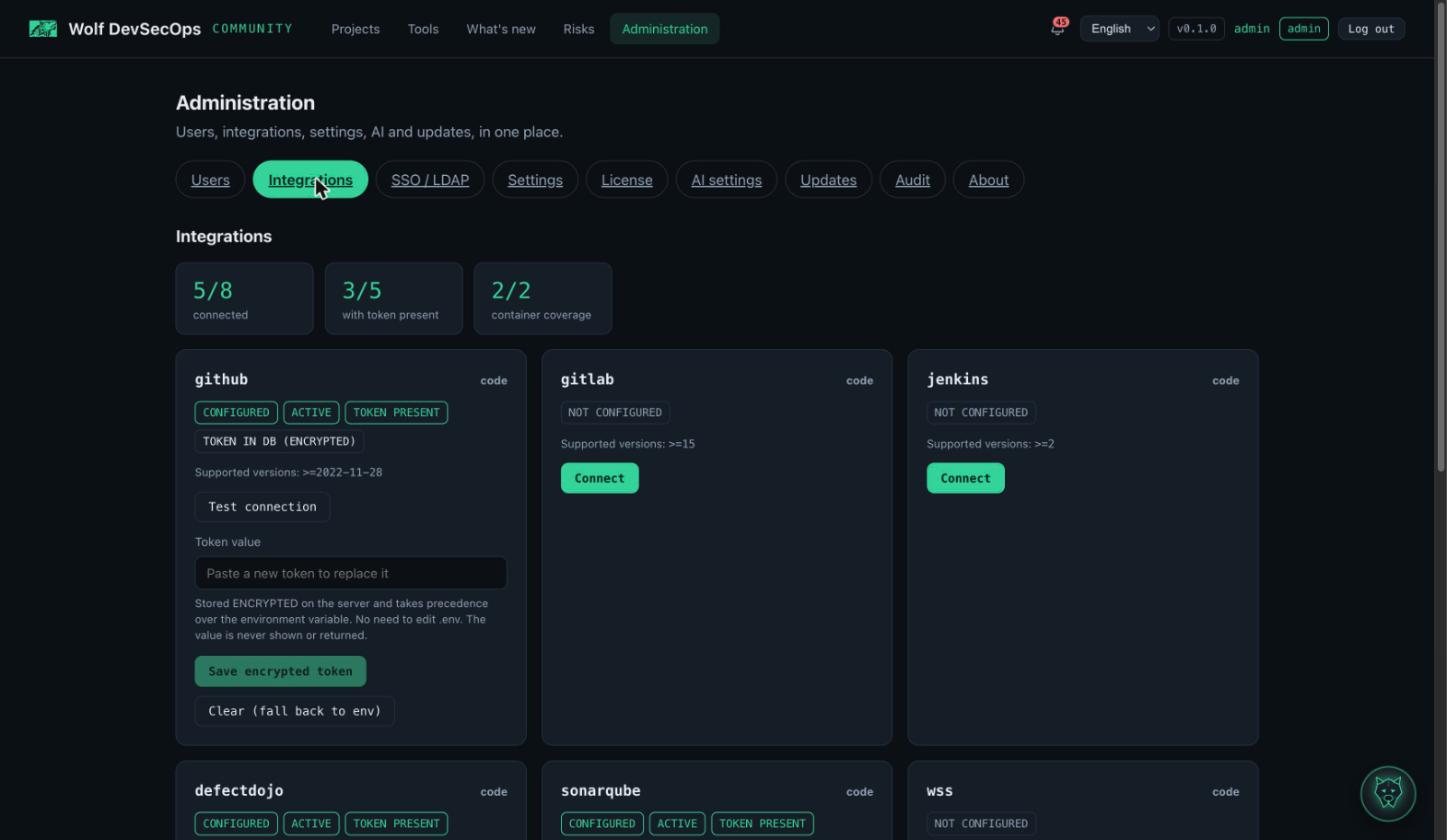 Wolf DevSecOps COMMUNITY Projects Tools What's new Risks Administration 45 English v0.1.0 admin admin Log out
Administration
Users, integrations, settings, AI and updates, in one place.
Users Integrations SSO / LDAP Settings License AI settings Updates Audit About
Integrations
5/8 3/5 2/2
connected with token present container coverage
github code
CONFIGURED ACTIVE TOKEN PRESENT
TOKEN IN DB (ENCRYPTED)
Supported versions: >=2022-11-28
Test connection
Token value
Paste a new token to replace it
Stored ENCRYPTED on the server and takes precedence
over the environment variable. No need to edit .env. The
value is never shown or returned.
Save encrypted token
Clear (fall back to env)
gitlab code
NOT CONFIGURED
Supported versions: >=15
Connect
jenkins code
NOT CONFIGURED
Supported versions: >=2
Connect
defectdojo code
CONFIGURED ACTIVE TOKEN PRESENT
sonarqube code
CONFIGURED ACTIVE TOKEN PRESENT
wss code
NOT CONFIGURED